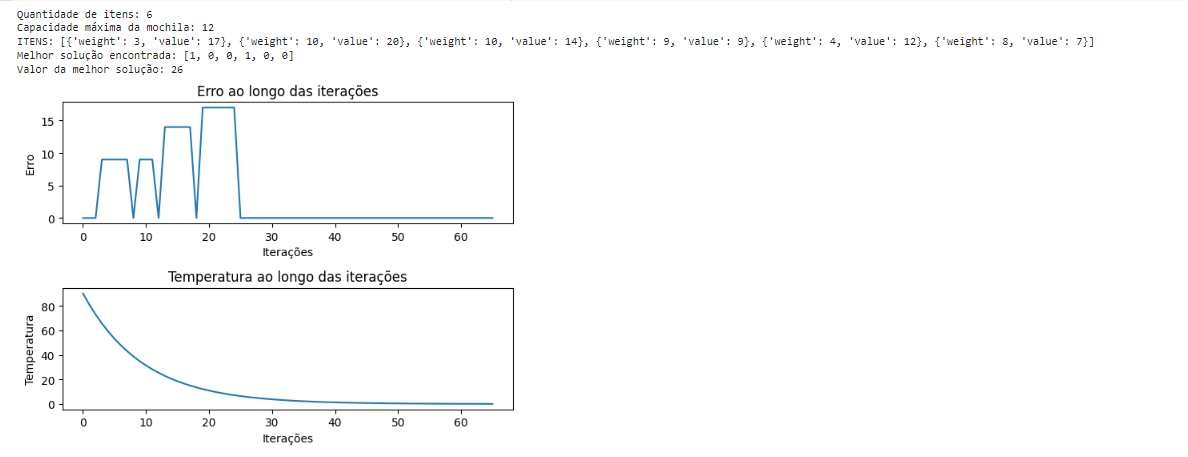 Quantidade de itens: 6
Capacidade máxima da mochila: 12
ITENS: [{'weight': 3, 'value': 17}, {'weight': 10, 'value': 20}, {'weight': 10, 'value': 14}, {'weight': 9, 'value': 9}, {'weight': 4, 'value': 12}, {'weight': 8, 'value': 7}]
Melhor solução encontrada: [1, 0, 0, 1, 0, 0]
Valor da melhor solução: 26
Erro ao longo das iterações
Erro
15
10
5
0
0 10 20 30 40 50 60
Iterações
Temperatura ao longo das iterações
Temperatura
80
60
40
20
0
0 10 20 30 40 50 60
Iterações